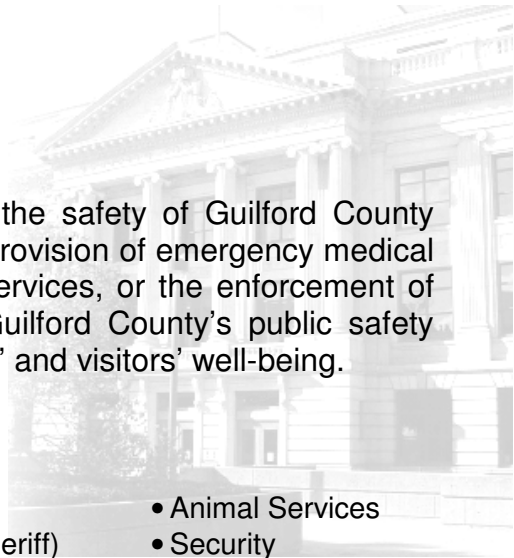 the safety of Guilford County
rovision of emergency medical
ervices, or the enforcement of
Guilford County's public safety
' and visitors' well-being.
• Animal Services
eriff) • Security